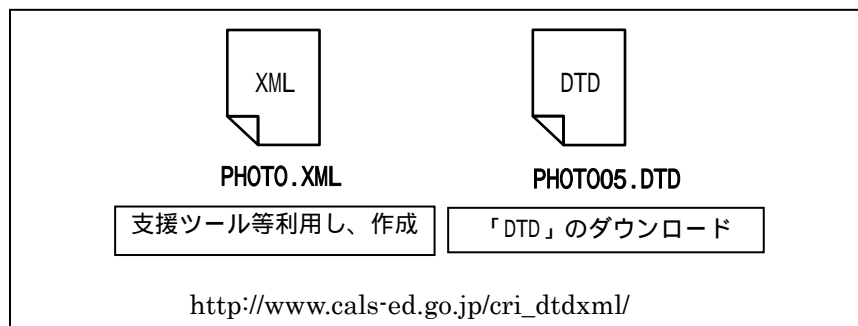 XML
DTD
PHOTO.XML
PHOTO05.DTD
支援ツール等利用し、作成
「DTD」のダウンロード
http://www.cals-ed.go.jp/cri_dtdxml/